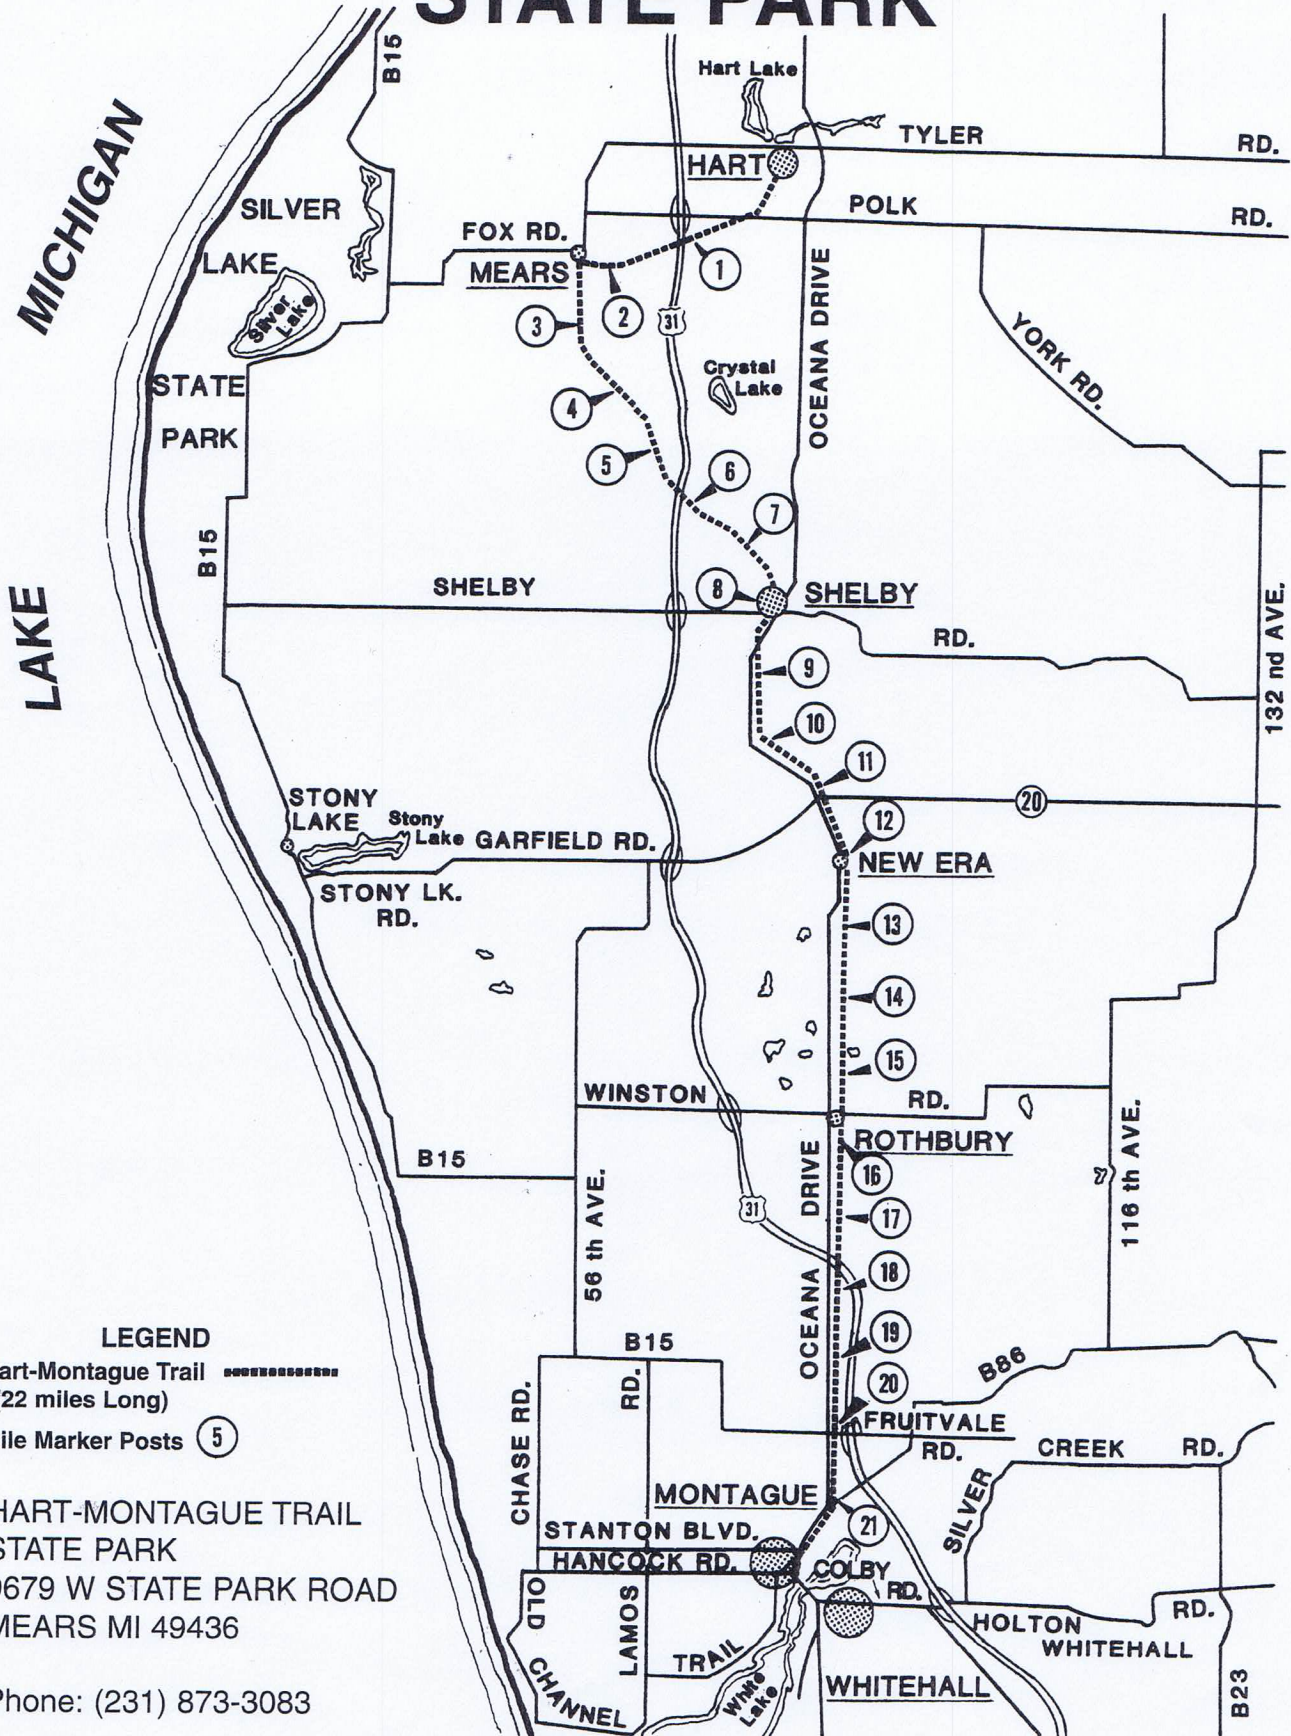 STATE PARK
B15
Hart Lake
TYLER
RD.
HART
MICHIGAN
SILVER
LAKE
Silver
Lake
STATE
PARK
POLK
RD.
FOX RD.
MEARS
1
2
3
31
OCEANA DRIVE
YORK RD.
Crystal
Lake
4
5
6
7
B15
LAKE
SHELBY
8
SHELBY
RD.
132 nd AVE.
9
10
11
20
12
STONY
LAKE
Stony
Lake
GARFIELD RD.
NEW ERA
STONY LK.
RD.
13
14
15
WINSTON
RD.
ROTHBURY
16
B15
56 th AVE.
31
OCEANA DRIVE
17
116 th AVE.
18
19
20
B15
B86
FRUITVALE
RD.
CREEK RD.
SILVER
CHASE RD.
RD.
MONTAGUE
21
STANTON BLVD.
HANCOCK RD.
COLBY
RD.
OLD
CHANNEL
LAMOS
TRAIL
White
Lake
HOLTON
WHITEHALL
RD.
WHITEHALL
B23
LEGEND
art-Montague Trail
22 miles Long)
ile Marker Posts 5
HART-MONTAGUE TRAIL
STATE PARK
9679 W STATE PARK ROAD
MEARS MI 49436
Phone: (231) 873-3083